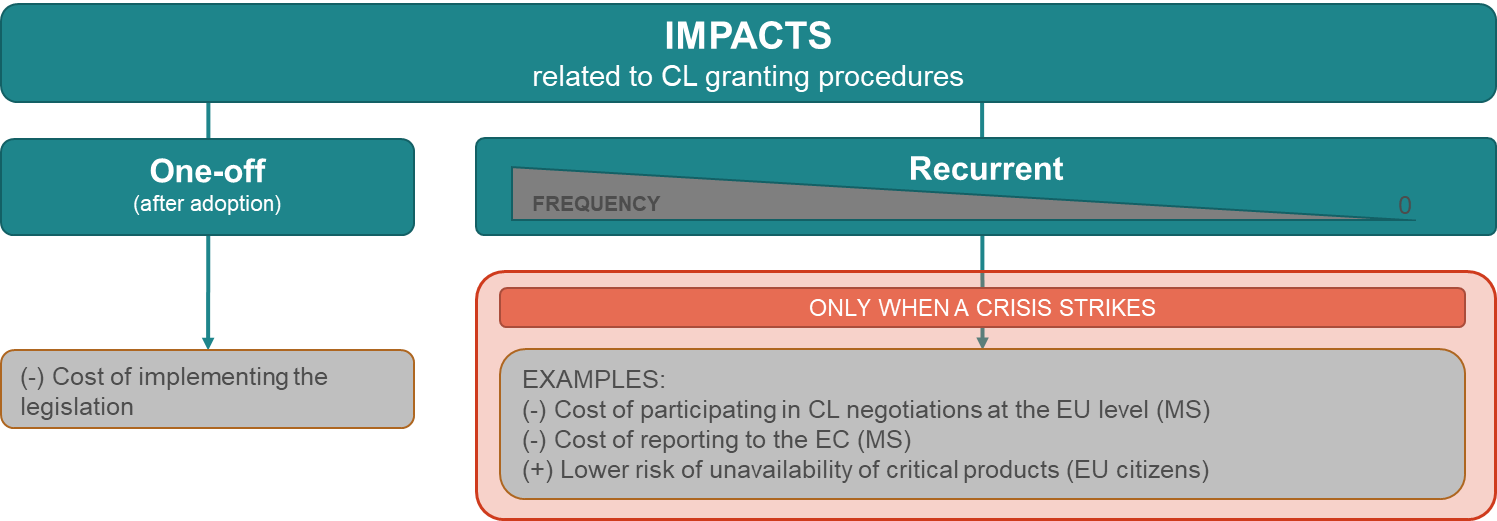 IMPACTS
related to CL granting procedures
One-off
(after adoption)
Recurrent
FREQUENCY
0
ONLY WHEN A CRISIS STRIKES
(-) Cost of implementing the
legislation
EXAMPLES:
(-) Cost of participating in CL negotiations at the EU level (MS)
(-) Cost of reporting to the EC (MS)
(+) Lower risk of unavailability of critical products (EU citizens)